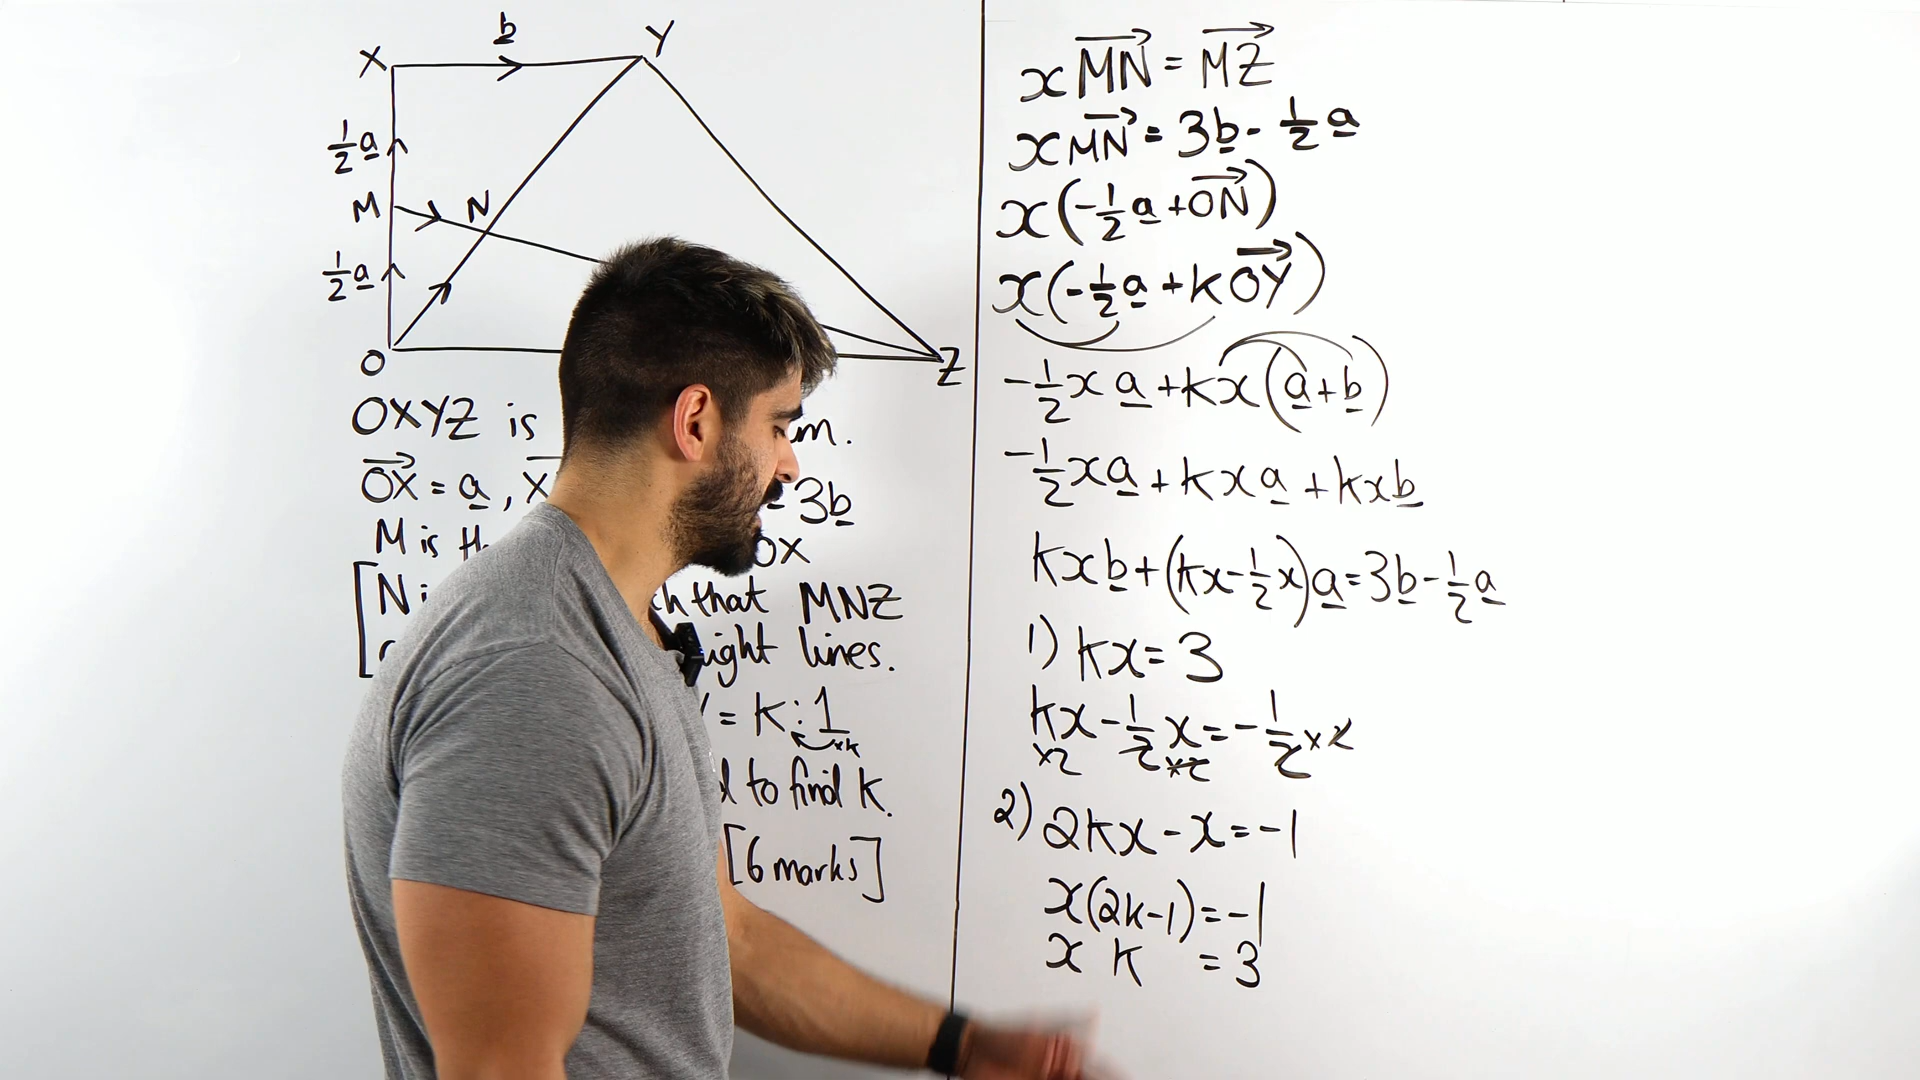 b
X
Y
½a
M
N
½a
O
Z
OXYZ is
OX = a , X 3b
M is OX
N that MNZ
lines.
= K:1
×k
to find K.
[6 marks]
xMN = MZ
xMN = 3b - ½a
x(-½a + ON)
x(-½a + kOY)
-½xa + kx(a+b)
-½xa + kxa + kxb
kxb + (kx-½x)a = 3b - ½a
1) kx = 3
kx - ½x = -½ ×2
×2 ×2
2) 2kx - x = -1
x(2k-1) = -1
x k = 3